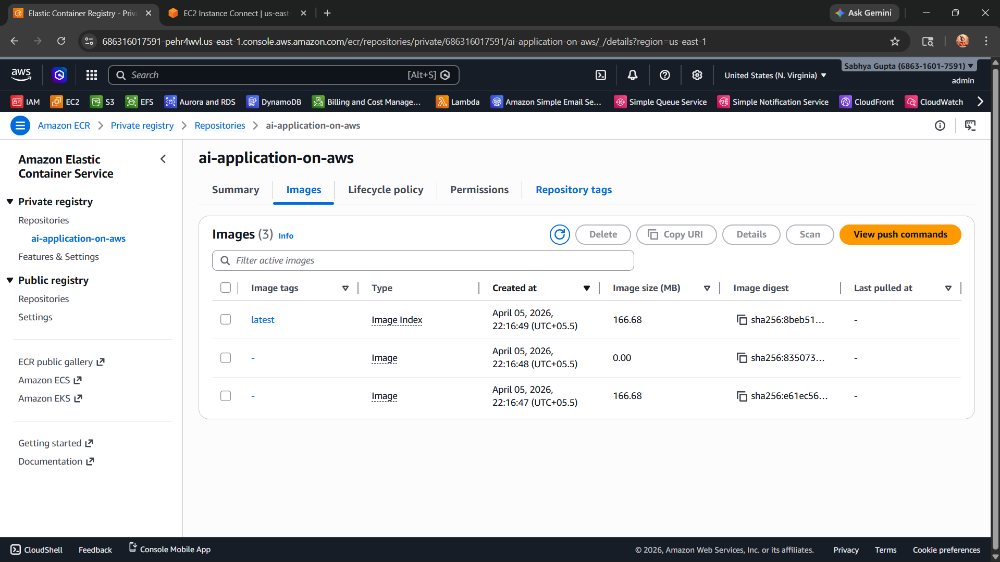 Elastic Container Registry - Priva
EC2 Instance Connect | us-east-
Ask Gemini
686316017591-pehr4wvl.us-east-1.console.aws.amazon.com/ecr/repositories/private/686316017591/ai-application-on-aws/_/details?region=us-east-1
aws
Search
[Alt+S]
United States (N. Virginia)
Sabhya Gupta (6863-1601-7591)
admin
IAM
EC2
S3
EFS
Aurora and RDS
DynamoDB
Billing and Cost Manage...
Lambda
Amazon Simple Email Se...
Simple Queue Service
Simple Notification Service
CloudFront
CloudWatch
Amazon ECR
Private registry
Repositories
ai-application-on-aws
Amazon Elastic
Container Service
Private registry
Repositories
ai-application-on-aws
Features & Settings
Public registry
Repositories
Settings
ECR public gallery
Amazon ECS
Amazon EKS
Getting started
Documentation
ai-application-on-aws
Summary
Images
Lifecycle policy
Permissions
Repository tags
Images (3) Info
Delete
Copy URI
Details
Scan
View push commands
Filter active images
Image tags
Type
Created at
Image size (MB)
Image digest
Last pulled at
latest
Image Index
April 05, 2026,
22:16:49 (UTC+05.5)
166.68
sha256:8beb51...
-
-
Image
April 05, 2026,
22:16:48 (UTC+05.5)
0.00
sha256:835073...
-
-
Image
April 05, 2026,
22:16:47 (UTC+05.5)
166.68
sha256:e61ec56...
-
CloudShell
Feedback
Console Mobile App
© 2026, Amazon Web Services, Inc. or its affiliates.
Privacy
Terms
Cookie preferences